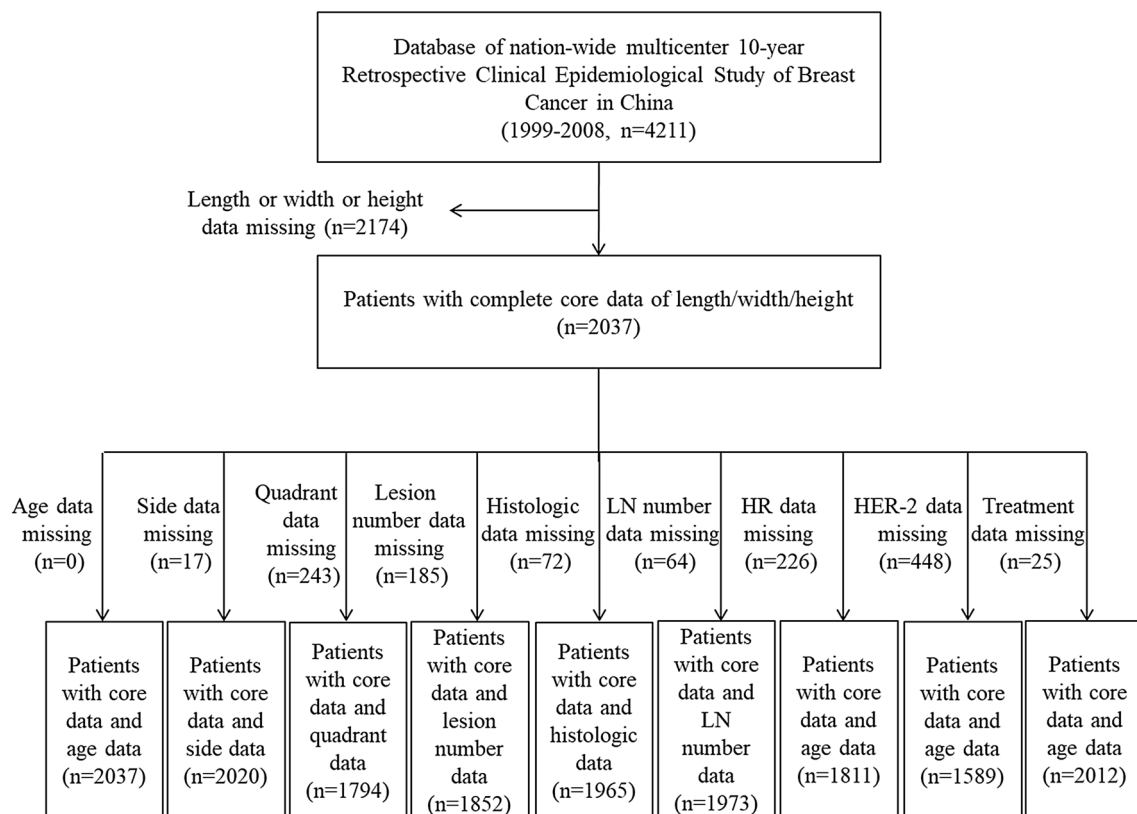 Database of nation-wide multicenter 10-year
Retrospective Clinical Epidemiological Study of Breast
Cancer in China
(1999-2008, n=4211)
Length or width or height
data missing (n=2174)
Patients with complete core data of length/width/height
(n=2037)
Age data
missing
(n=0)
Side data
missing
(n=17)
Quadrant
data
missing
(n=243)
Lesion
number data
missing
(n=185)
Histologic
data missing
(n=72)
LN number
data missing
(n=64)
HR data
missing
(n=226)
HER-2 data
missing
(n=448)
Treatment
data missing
(n=25)
Patients
with core
data and
age data
(n=2037)
Patients
with core
data and
side data
(n=2020)
Patients
with core
data and
quadrant
data
(n=1794)
Patients
with core
data and
lesion
number
data
(n=1852)
Patients
with core
data and
histologic
data
(n=1965)
Patients
with core
data and
LN
number
data
(n=1973)
Patients
with core
data and
age data
(n=1811)
Patients
with core
data and
age data
(n=1589)
Patients
with core
data and
age data
(n=2012)